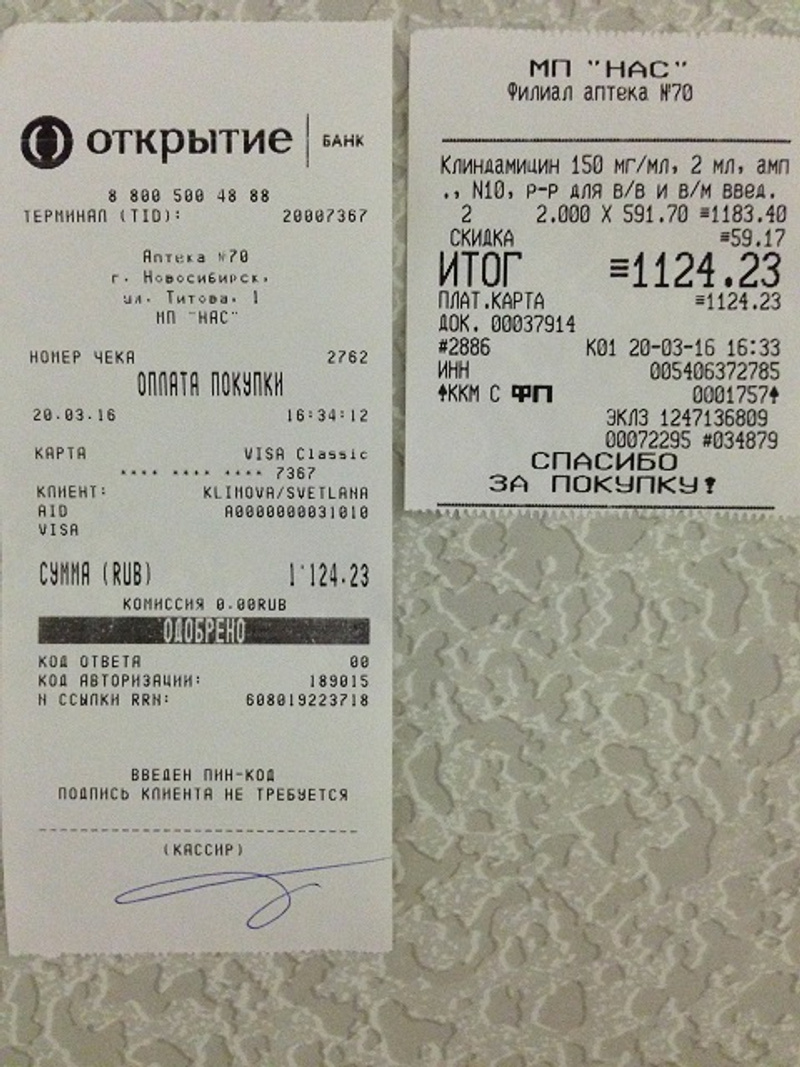 ОТКРЫТИЕ БАНК
8 800 500 48 88
ТЕРМИНАЛ (TID): 20007367
Аптека №70
г. Новосибирск,
ул. Титова, 1
МП "НАС"
НОМЕР ЧЕКА 2762
ОПЛАТА ПОКУПКИ
20.03.16 16:34:12
КАРТА VISA Classic
**** **** **** 7367
КЛИЕНТ: KLIMOVA/SVETLANA
AID A0000000031010
VISA
СУММА (RUB) 1'124.23
КОМИССИЯ 0.00RUB
ОДОБРЕНО
КОД ОТВЕТА 00
КОД АВТОРИЗАЦИИ: 189015
N ССЫЛКИ RRN: 608019223718
ВВЕДЕН ПИН-КОД
ПОДПИСЬ КЛИЕНТА НЕ ТРЕБУЕТСЯ
(КАССИР)
МП "НАС"
Филиал аптека №70
Клиндамицин 150 мг/мл, 2 мл, амп
., N10, р-р для в/в и в/м введ.
2 2.000 X 591.70 ≡1183.40
СКИДКА ≡59.17
ИТОГ ≡1124.23
ПЛАТ.КАРТА ≡1124.23
ДОК. 00037914
#2886 К01 20-03-16 16:33
ИНН 005406372785
ККМ С ФП 0001757
ЭКЛЗ 1247136809
00072295 #034879
СПАСИБО
ЗА ПОКУПКУ!